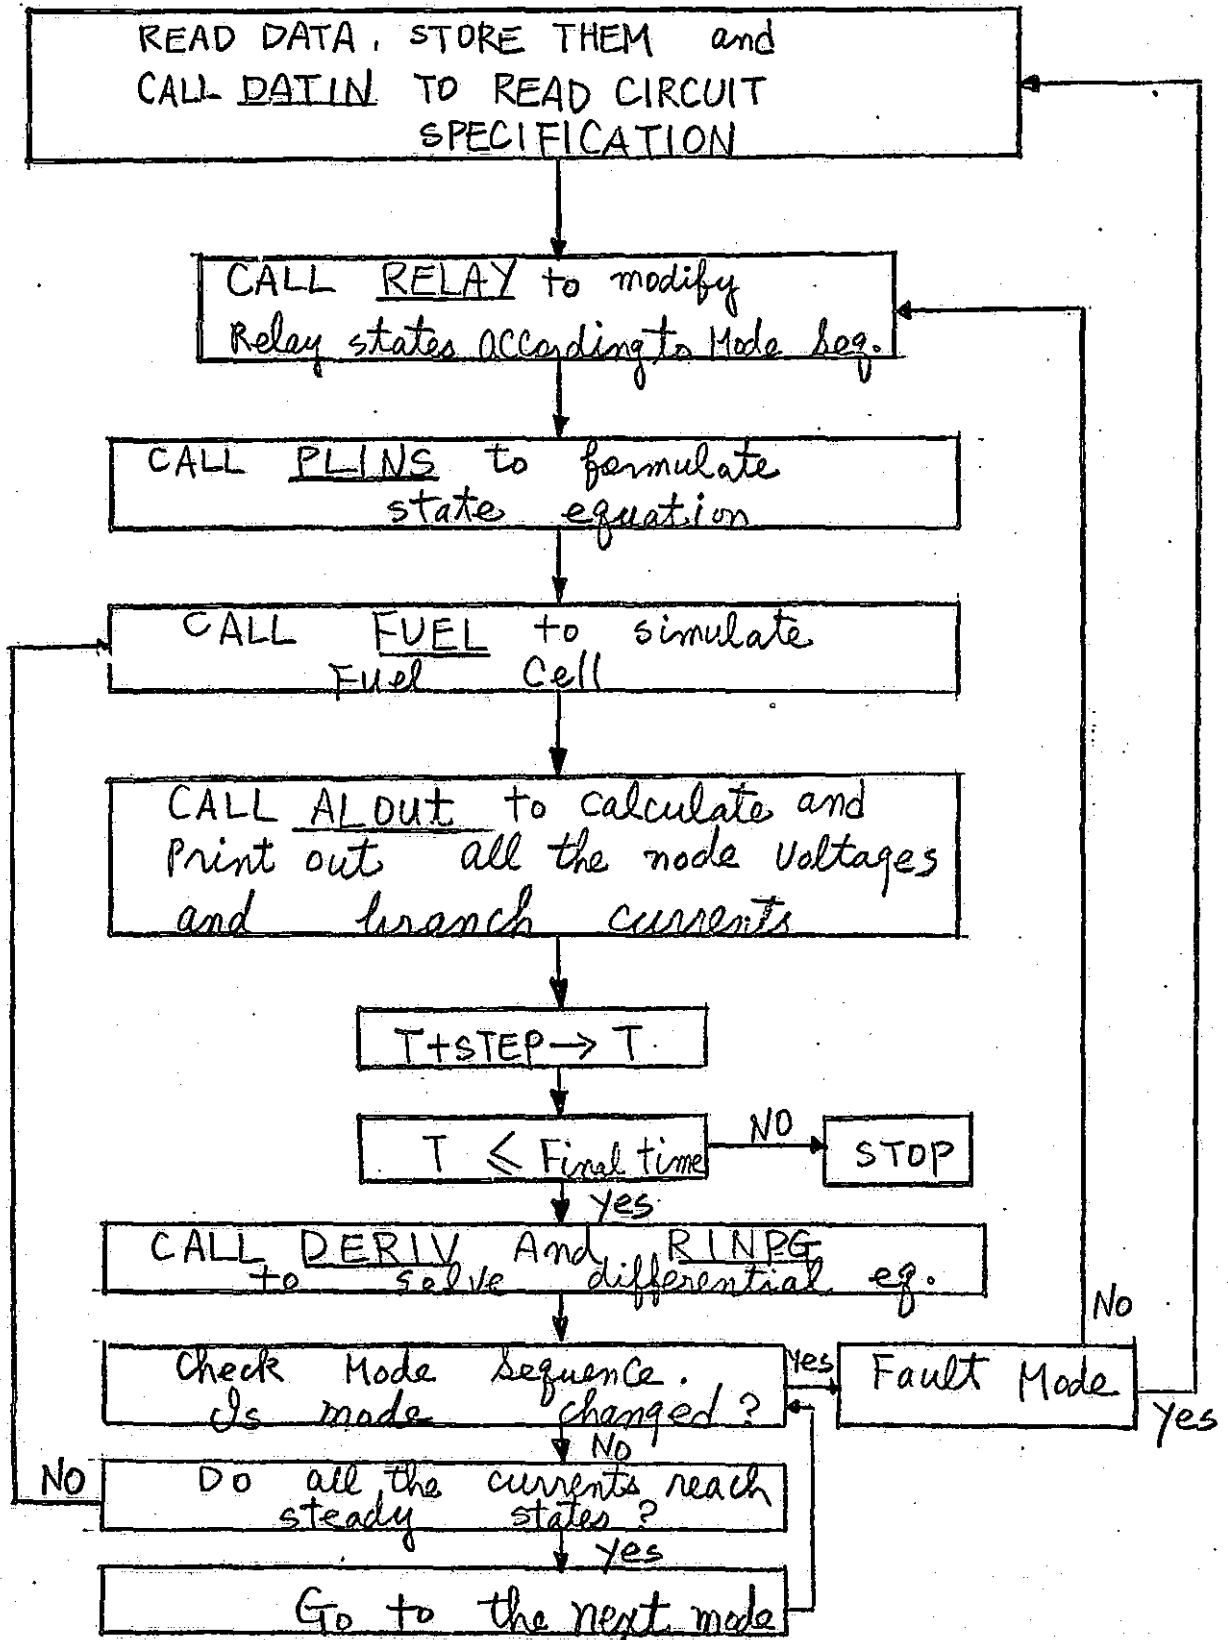 READ DATA, STORE THEM and
CALL DATIN TO READ CIRCUIT
SPECIFICATION
CALL RELAY to modify
Relay states according to Mode Seq.
CALL PLINS to formulate
state equation
CALL FUEL to simulate
Fuel Cell
CALL ALOUT to calculate and
Print out all the node voltages
and branch currents
T+STEP→ T
T ≤ Final time
NO
STOP
Yes
CALL DERIV And RINPG
to solve differential eq.
No
Check Mode Sequence.
Is mode changed?
Yes
Fault Mode
Yes
No
NO
Do all the currents reach
steady states?
Yes
Go to the next mode